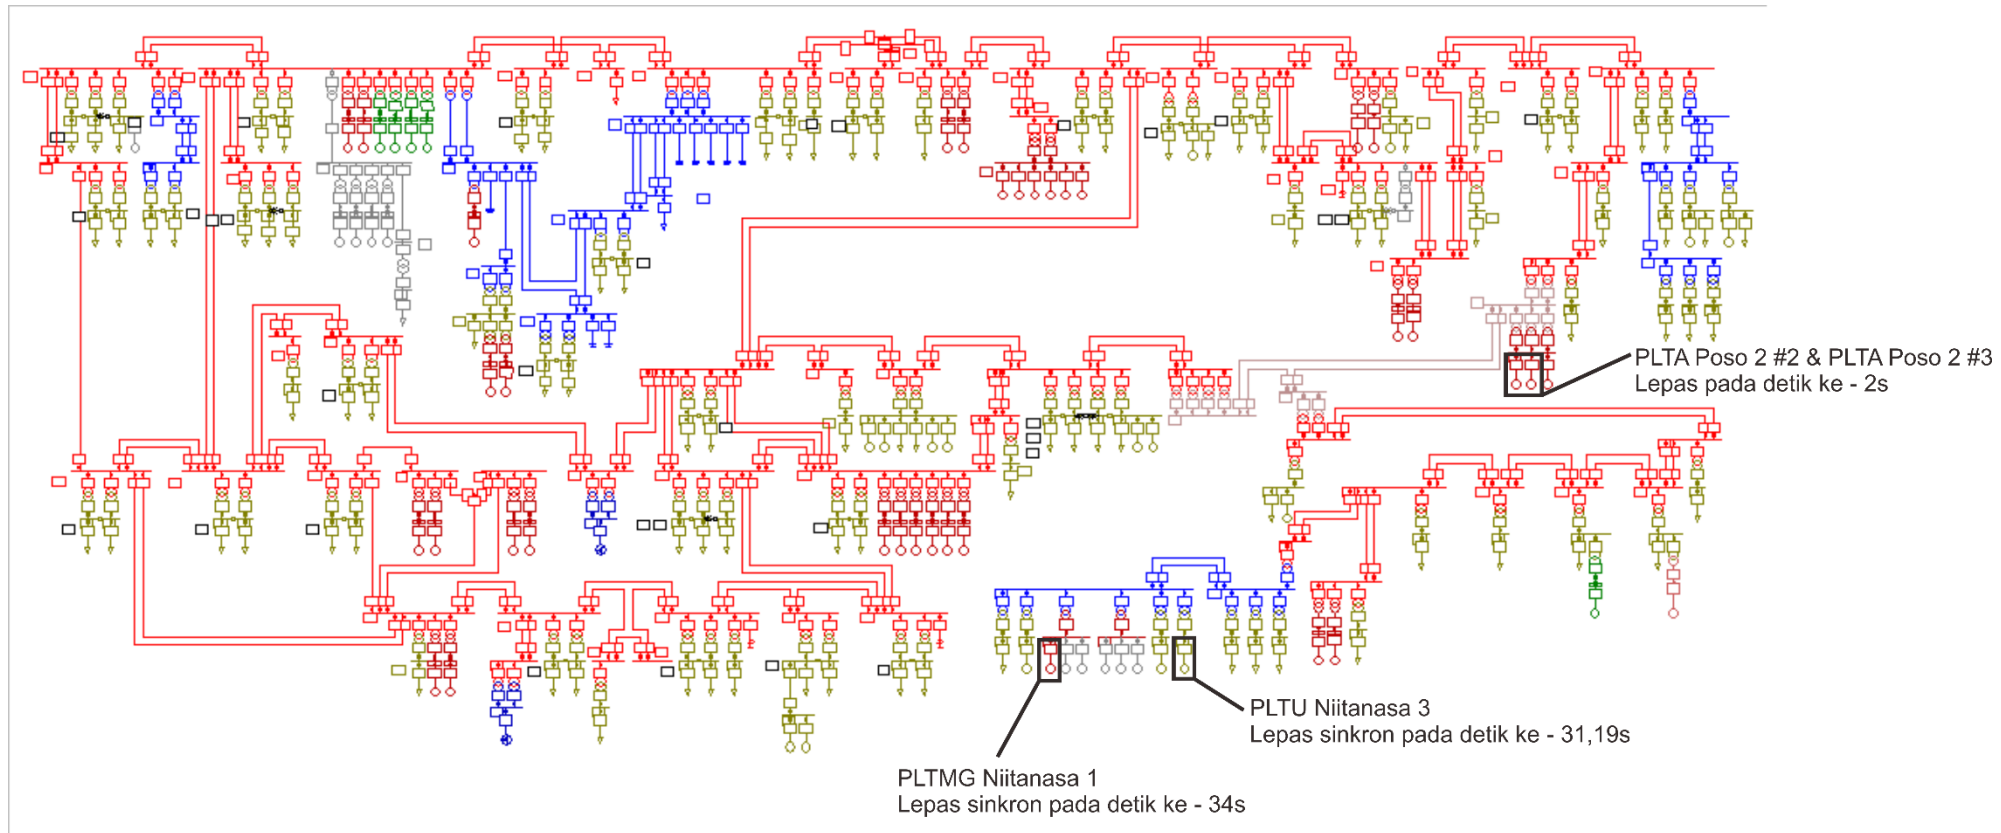 PLTA Poso 2 #2 & PLTA Poso 2 #3
Lepas pada detik ke - 2s
PLTU Niitanasa 3
Lepas sinkron pada detik ke - 31,19s
PLTMG Niitanasa 1
Lepas sinkron pada detik ke - 34s